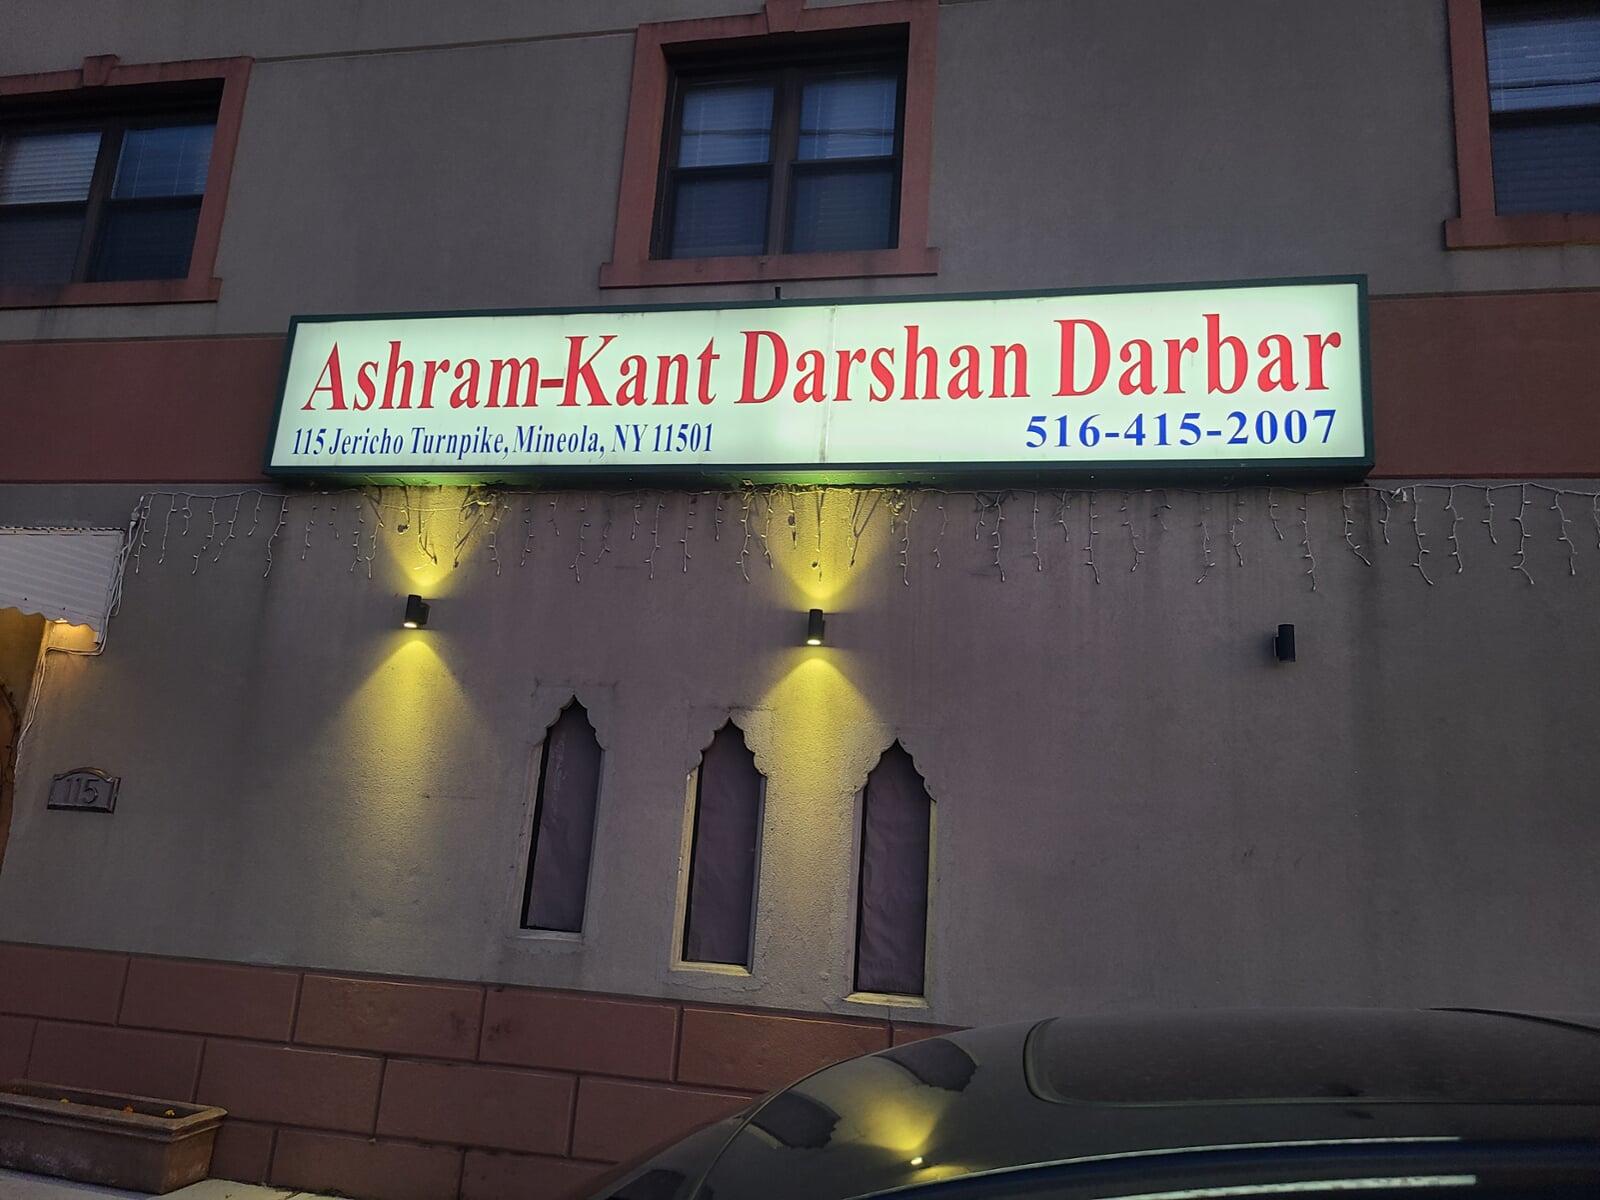 Ashram-Kant Darshan Darbar
115 Jericho Turnpike, Mineola, NY 11501
516-415-2007
115